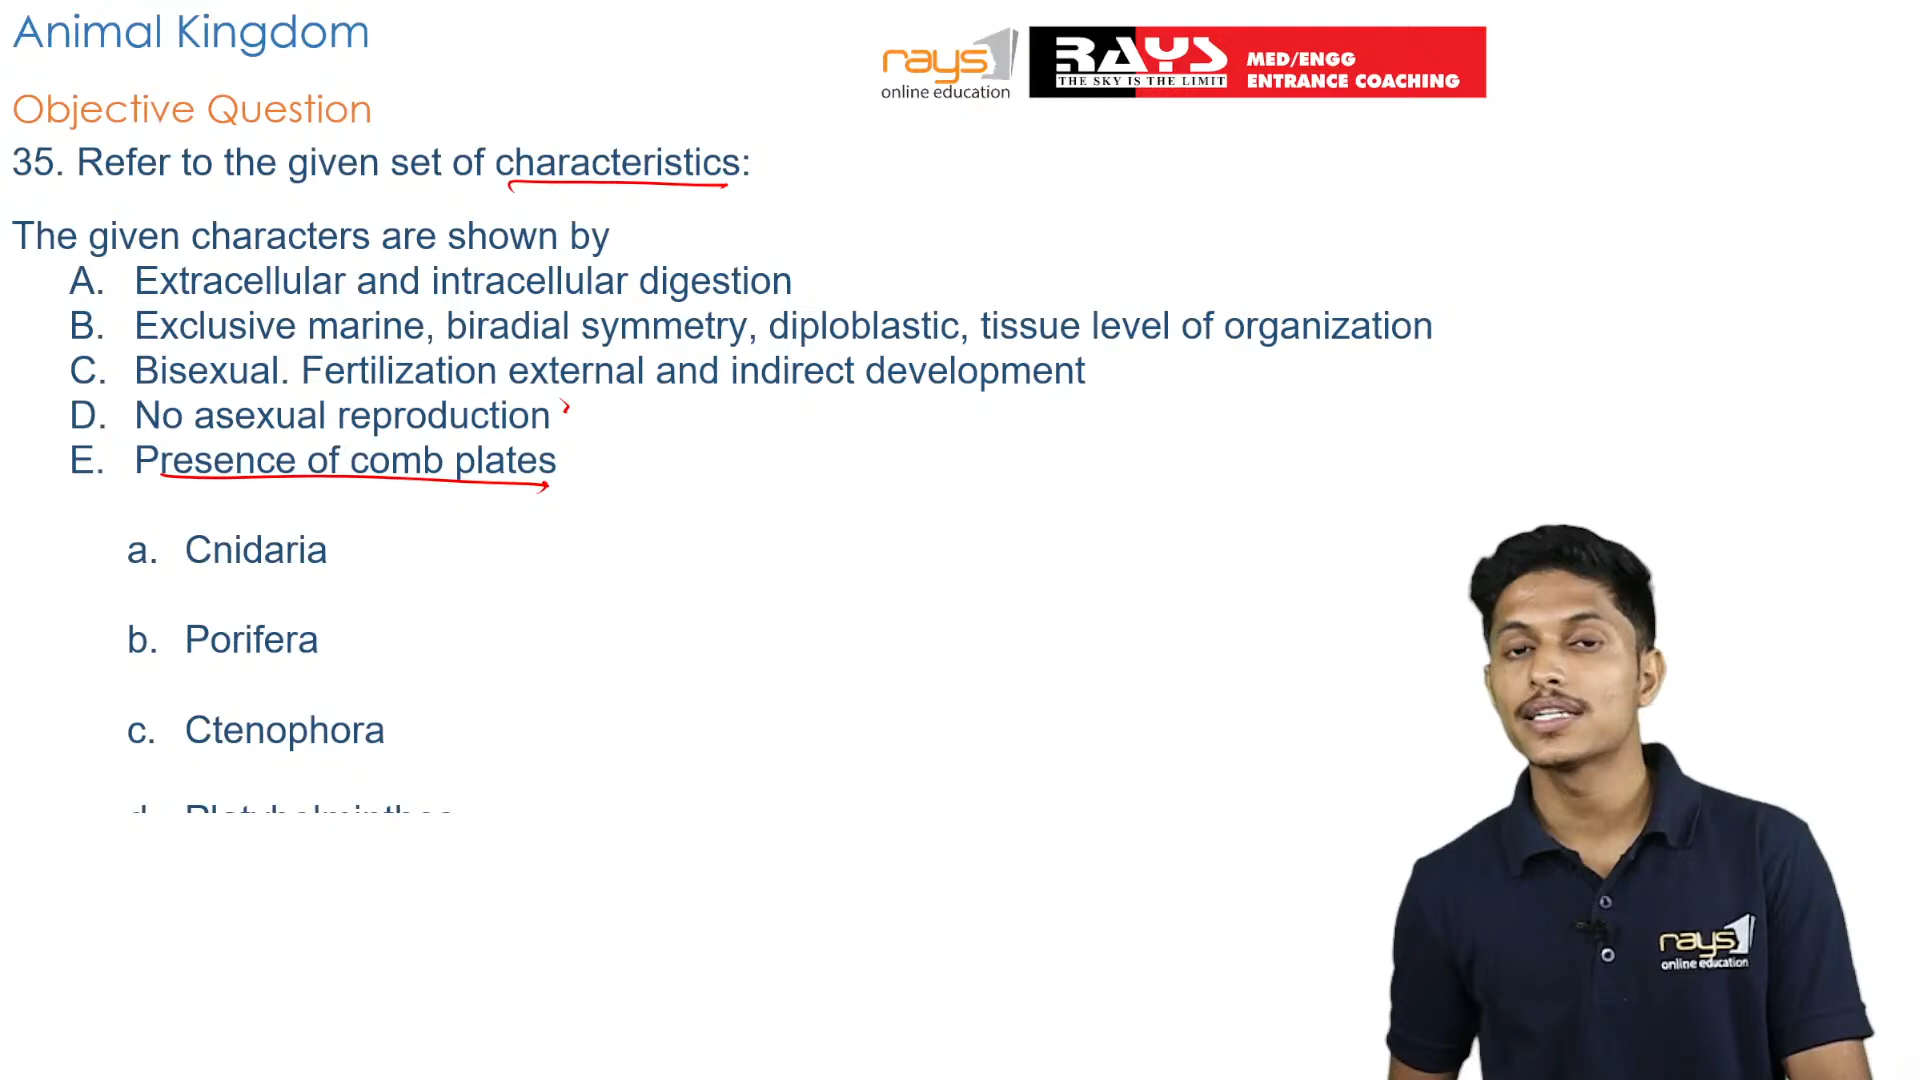 Animal Kingdom
rays
online education
RAYS
THE SKY IS THE LIMIT
MED/ENGG
ENTRANCE COACHING
Objective Question
35. Refer to the given set of characteristics:
The given characters are shown by
A. Extracellular and intracellular digestion
B. Exclusive marine, biradial symmetry, diploblastic, tissue level of organization
C. Bisexual. Fertilization external and indirect development
D. No asexual reproduction
E. Presence of comb plates
a. Cnidaria
b. Porifera
c. Ctenophora
d. Platyhelminthes
rays
online education